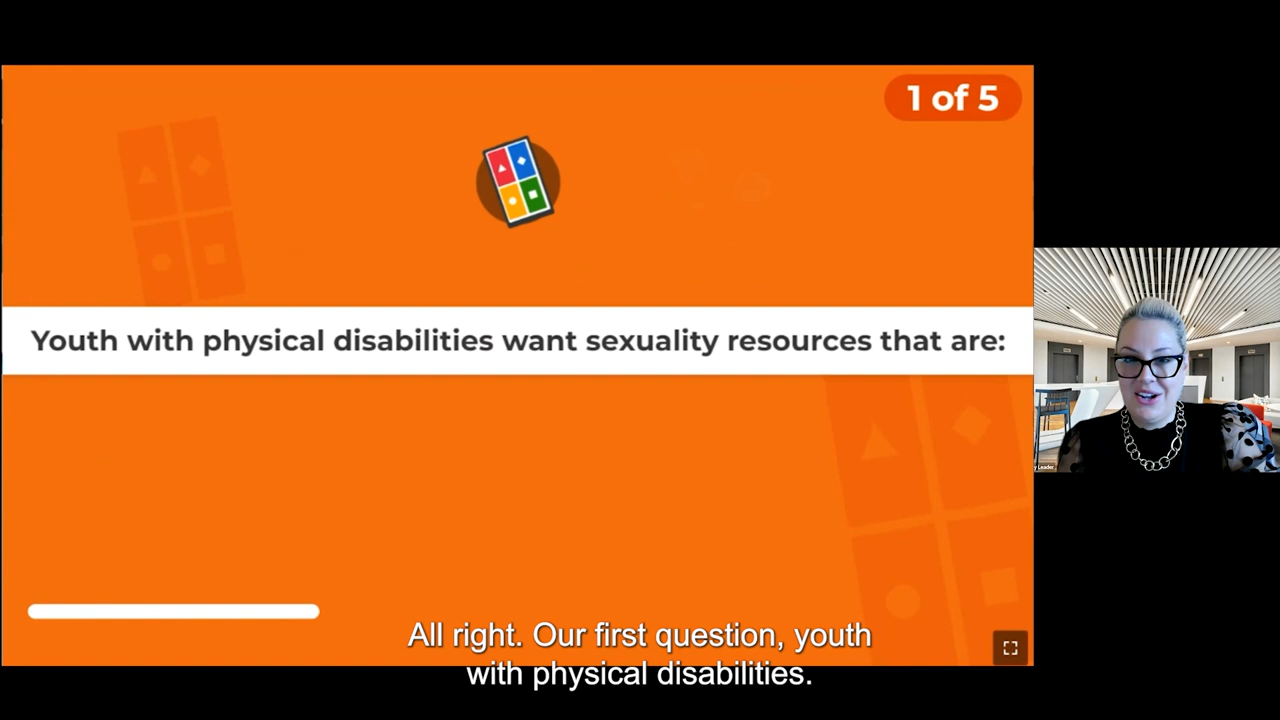 1 of 5
Youth with physical disabilities want sexuality resources that are:
All right. Our first question, youth
with physical disabilities.